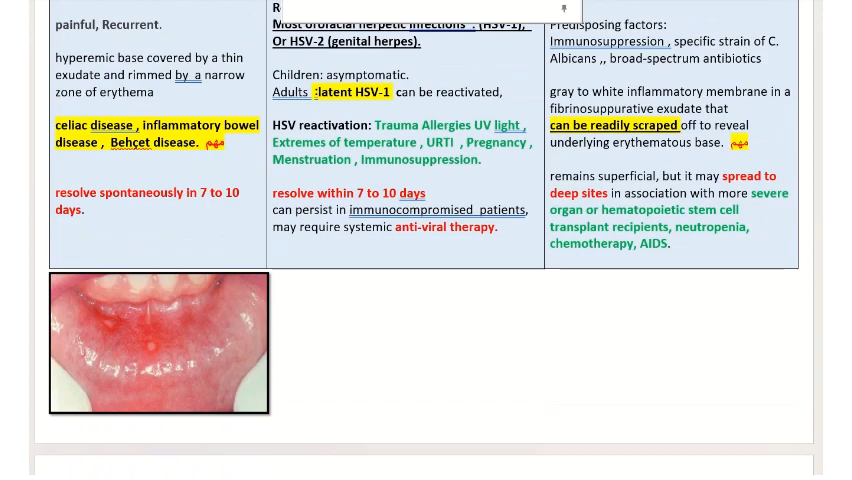 painful, Recurrent.
hyperemic base covered by a thin
exudate and rimmed by a narrow
zone of erythema
celiac disease , inflammatory bowel
disease , Behçet disease. مهم
resolve spontaneously in 7 to 10
days.
R
Most orofacial herpetic infections : (HSV-1),
Or HSV-2 (genital herpes).
Children: asymptomatic.
Adults :latent HSV-1 can be reactivated,
HSV reactivation: Trauma Allergies UV light ,
Extremes of temperature , URTI , Pregnancy ,
Menstruation , Immunosuppression.
resolve within 7 to 10 days
can persist in immunocompromised patients,
may require systemic anti-viral therapy.
Predisposing factors:
Immunosuppression , specific strain of C.
Albicans ,, broad-spectrum antibiotics
gray to white inflammatory membrane in a
fibrinosuppurative exudate that
can be readily scraped off to reveal
underlying erythematous base. مهم
remains superficial, but it may spread to
deep sites in association with more severe
organ or hematopoietic stem cell
transplant recipients, neutropenia,
chemotherapy, AIDS.